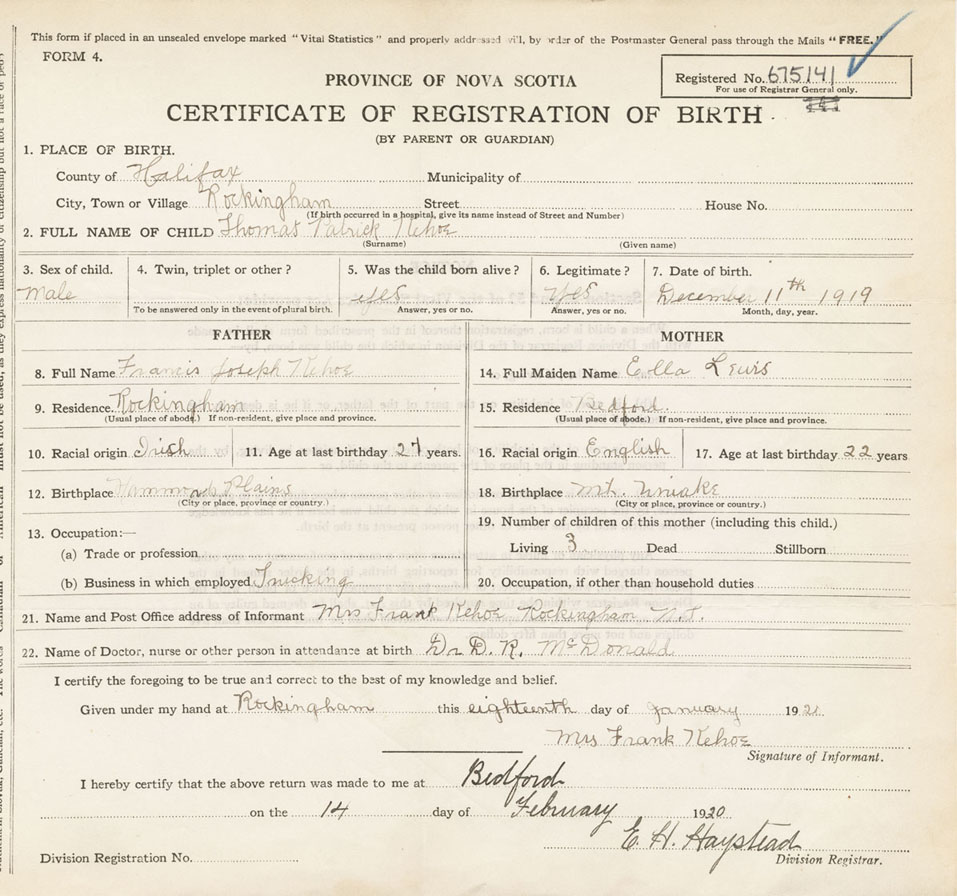 This form if placed in an unsealed envelope marked "Vital Statistics" and properly addressed will, by order of the Postmaster General pass through the Mails "FREE."
FORM 4.
Registered No. 675141
For use of Registrar General only.
PROVINCE OF NOVA SCOTIA
CERTIFICATE OF REGISTRATION OF BIRTH
(BY PARENT OR GUARDIAN)
1. PLACE OF BIRTH.
County of Halifax Municipality of
City, Town or Village Rockingham Street House No.
(If birth occurred in a hospital, give its name instead of Street and Number)
2. FULL NAME OF CHILD Thomas Patrick Kehoe
(Surname) (Given name)
3. Sex of child. 4. Twin, triplet or other? 5. Was the child born alive? 6. Legitimate? 7. Date of birth.
Male yes yes December 11th 1919
To be answered only in the event of plural birth. Answer, yes or no. Answer, yes or no. Month, day, year.
FATHER MOTHER
8. Full Name Francis Joseph Kehoe 14. Full Maiden Name Eolla Lewis
9. Residence. Rockingham 15. Residence Bedford.
(Usual place of abode.) If non-resident, give place and province. (Usual place of abode.) If non-resident, give place and province.
10. Racial origin Irish 11. Age at last birthday 27 years. 16. Racial origin English 17. Age at last birthday 22 years
12. Birthplace Hammonds Plains 18. Birthplace Mt. Uniake
(City or place, province or country.) (City or place, province or country.)
13. Occupation:— 19. Number of children of this mother (including this child.)
(a) Trade or profession Living 3 Dead Stillborn
(b) Business in which employed Trucking 20. Occupation, if other than household duties
21. Name and Post Office address of Informant Mrs Frank Kehoe Rockingham
22. Name of Doctor, nurse or other person in attendance at birth Dr D. R. McDonald
I certify the foregoing to be true and correct to the best of my knowledge and belief.
Given under my hand at Rockingham this eighteenth day of january 19
Mrs Frank Kehoe
Signature of Informant.
I hereby certify that the above return was made to me at Bedford
on the 14 day of February 1920
E. H. Haystead
Division Registrar.
Division Registration No.